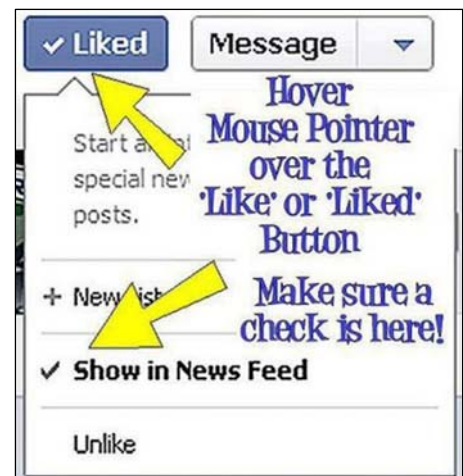 ✓ Liked
Message
Hover
Mouse Pointer
over the
'Like' or 'Liked'
Button
Start
special
posts.
+ New
Make sure a
check is here!
✓ Show in News Feed
Unlike